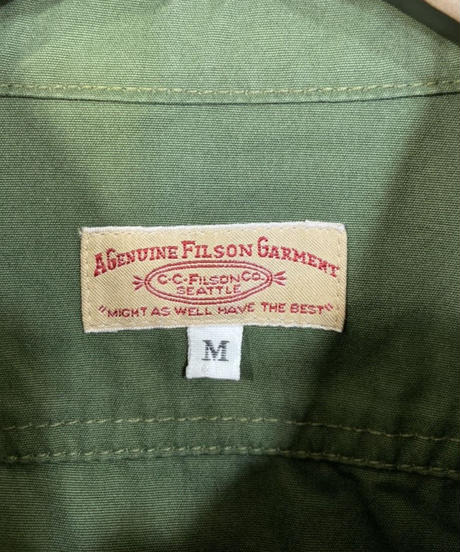 A GENUINE FILSON GARMENT
C·C·FILSON CO.
SEATTLE
"MIGHT AS WELL HAVE THE BEST"
M